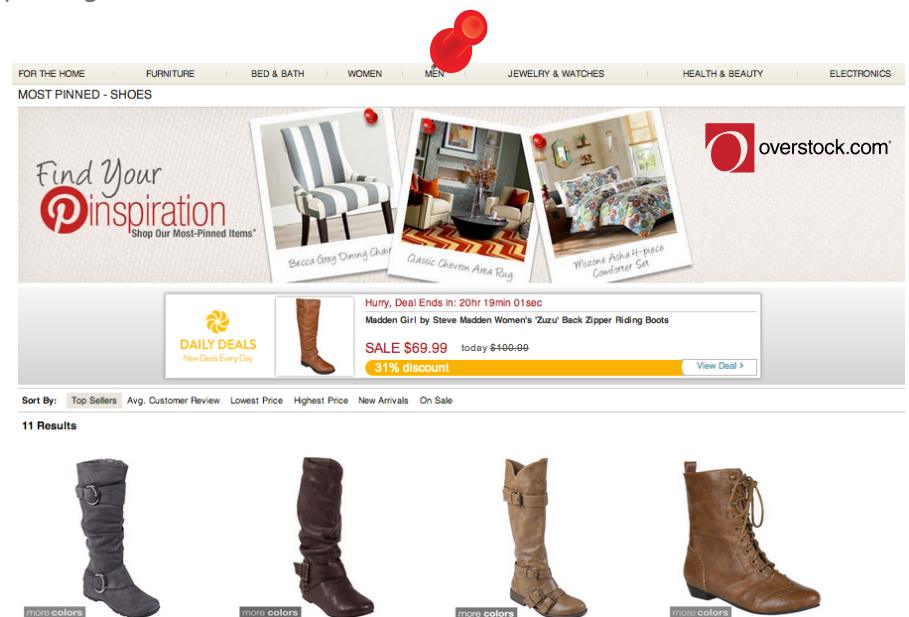 FOR THE HOME FURNITURE BED & BATH WOMEN MEN JEWELRY & WATCHES HEALTH & BEAUTY ELECTRONICS
MOST PINNED - SHOES
Find Your
Pinspiration
Shop Our Most-Pinned Items*
Becca Grey Dining Chair
Classic Chevron Area Rug
Mizone Asha 4-piece
Comforter Set
overstock.com®
Hurry, Deal Ends in: 20hr 19min 01sec
Madden Girl by Steve Madden Women's 'Zuzu' Back Zipper Riding Boots
DAILY DEALS
New Deals Every Day
SALE $69.99 today $100.99
31% discount
View Deal >
Sort By: Top Sellers Avg. Customer Review Lowest Price Highest Price New Arrivals On Sale
11 Results
more colors
more colors
more colors
more colors